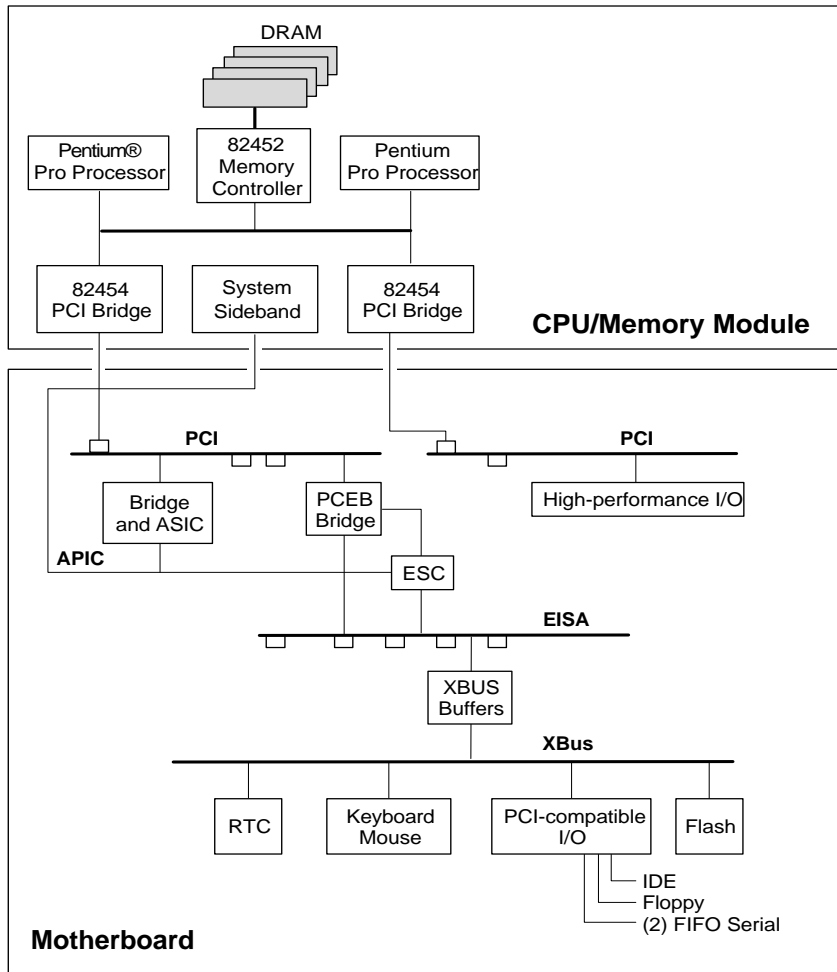 DRAM
Pentium®
Pro Processor
82452
Memory
Controller
Pentium
Pro Processor
82454
PCI Bridge
System
Sideband
82454
PCI Bridge
CPU/Memory Module
PCI
PCI
Bridge
and ASIC
PCEB
Bridge
High-performance I/O
APIC
ESC
EISA
XBUS
Buffers
XBus
RTC
Keyboard
Mouse
PCI-compatible
I/O
Flash
IDE
Floppy
(2) FIFO Serial
Motherboard